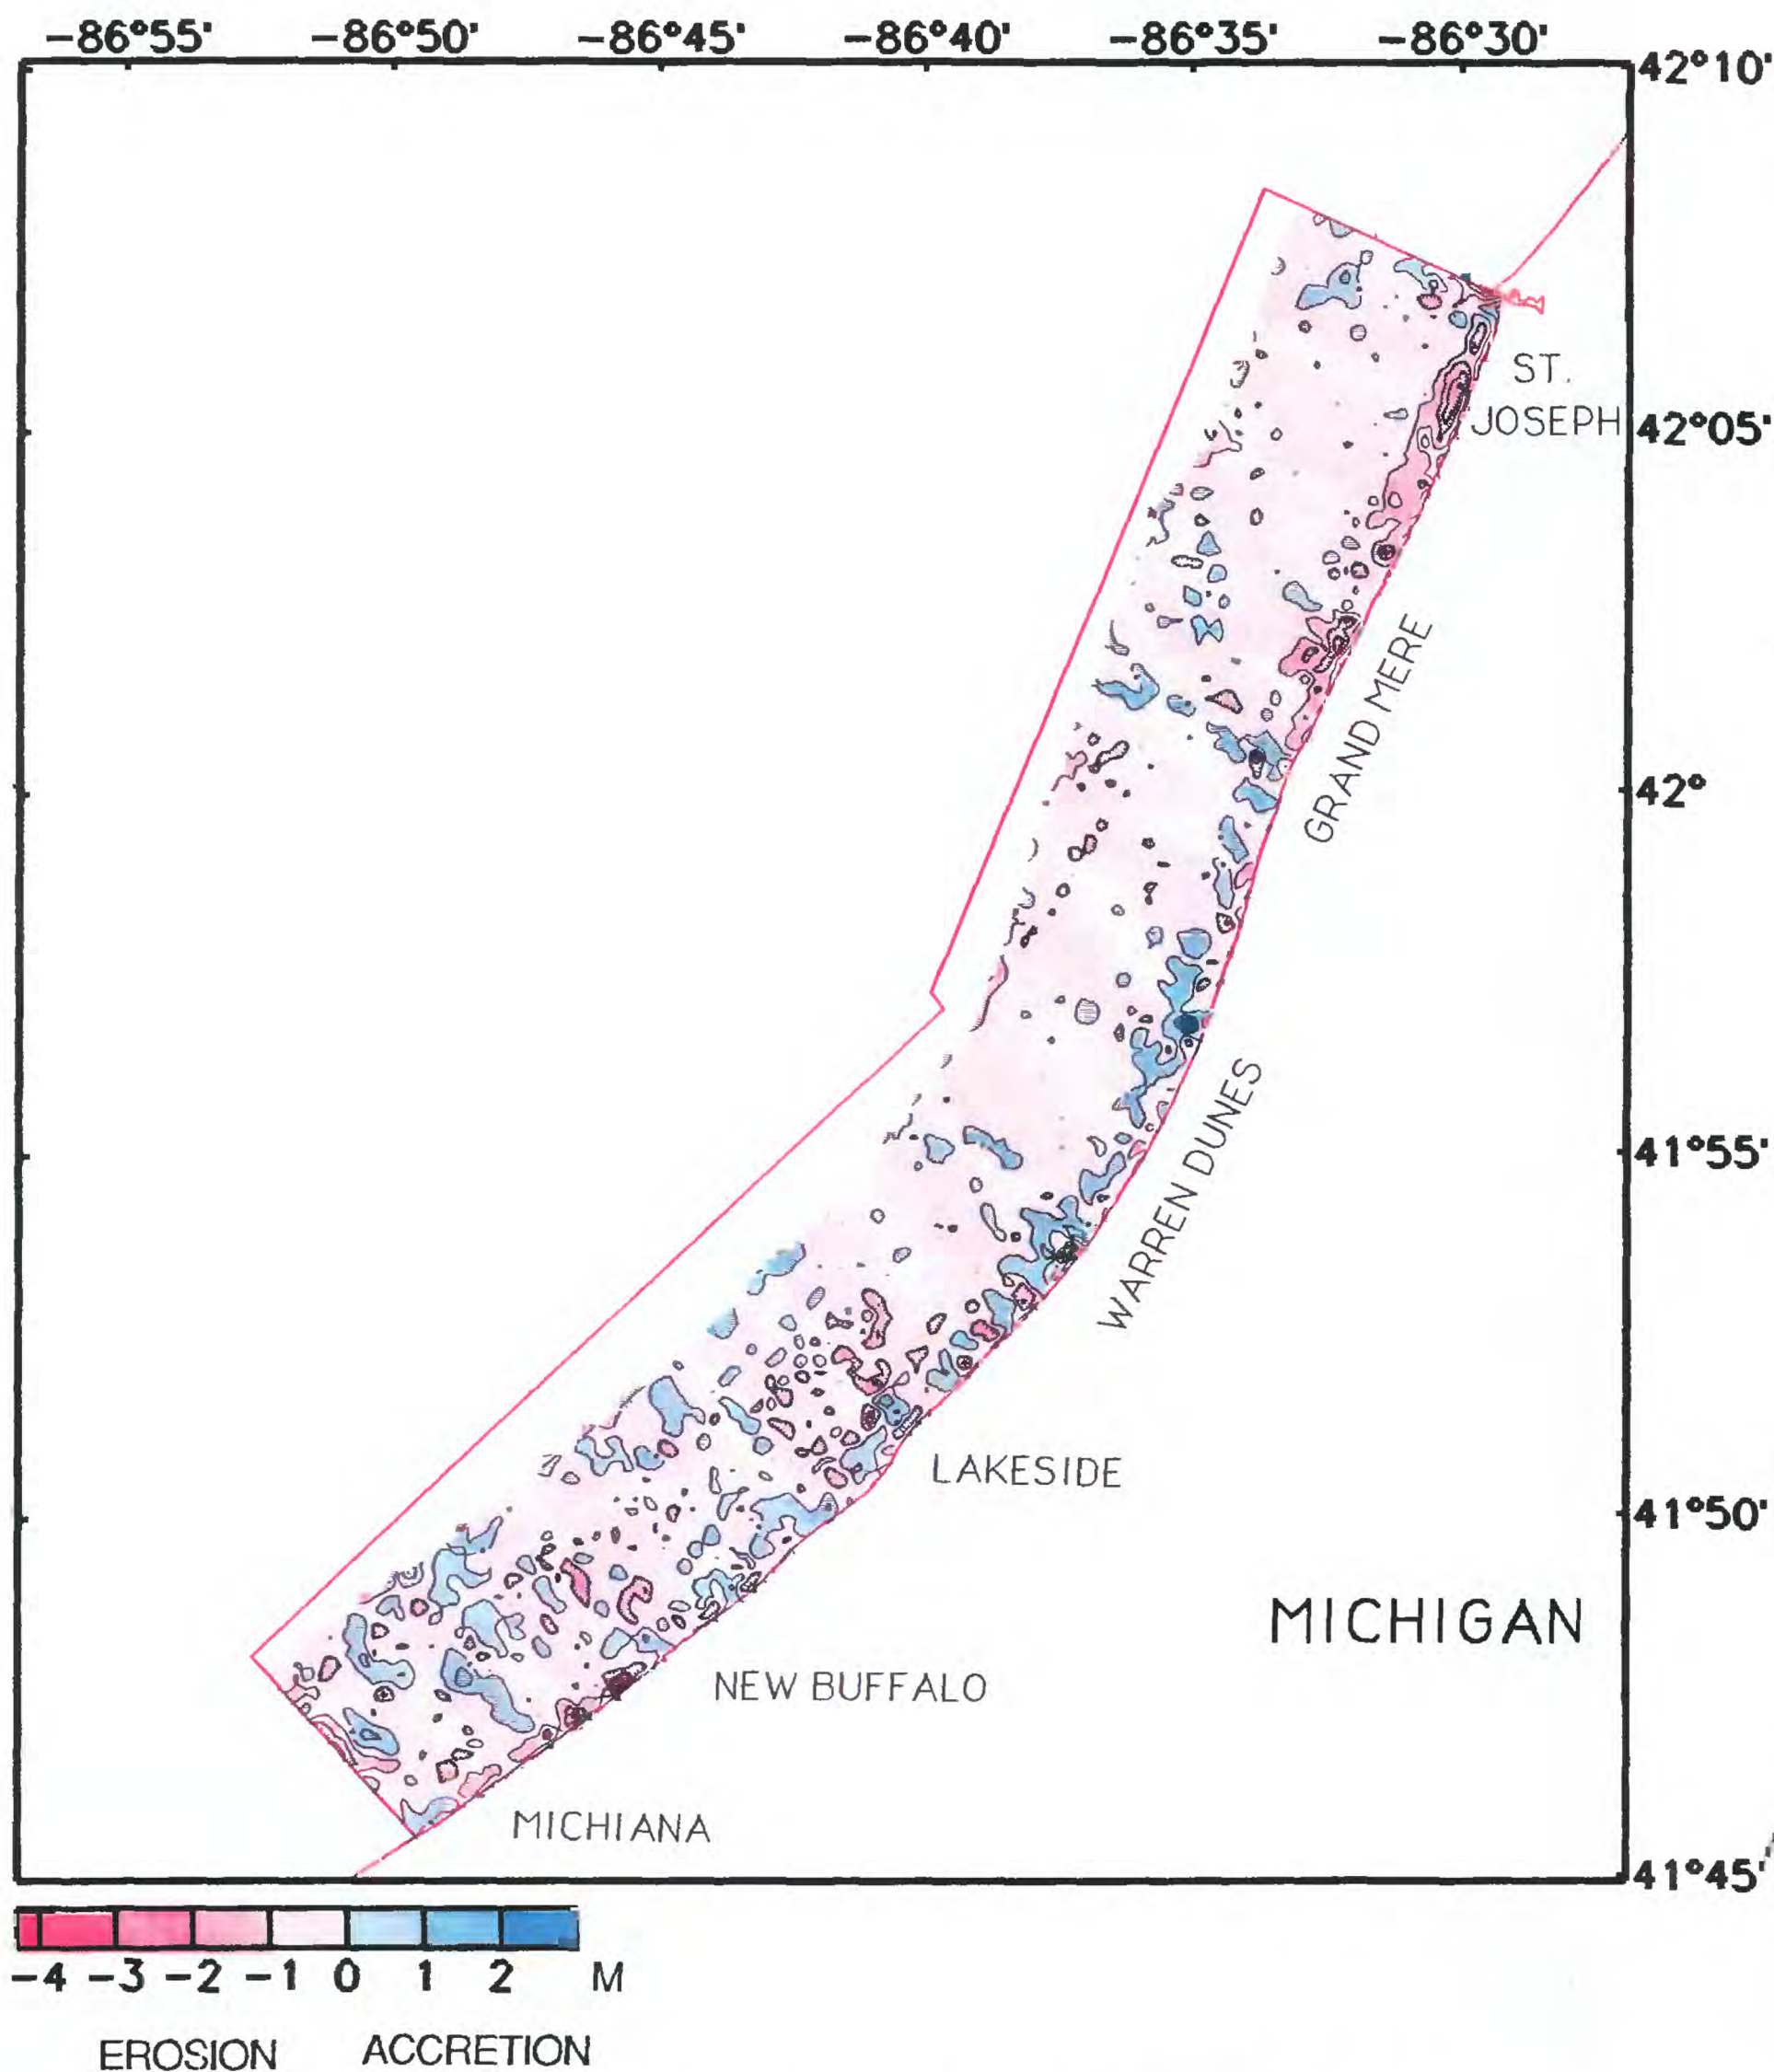 -86°55' -86°50' -86°45' -86°40' -86°35' -86°30'
42°10'
ST.
JOSEPH
42°05'
GRAND MERE
42°
WARREN DUNES
41°55'
LAKESIDE
41°50'
MICHIGAN
NEW BUFFALO
MICHIANA
41°45'
-4 -3 -2 -1 0 1 2 M
EROSION ACCRETION